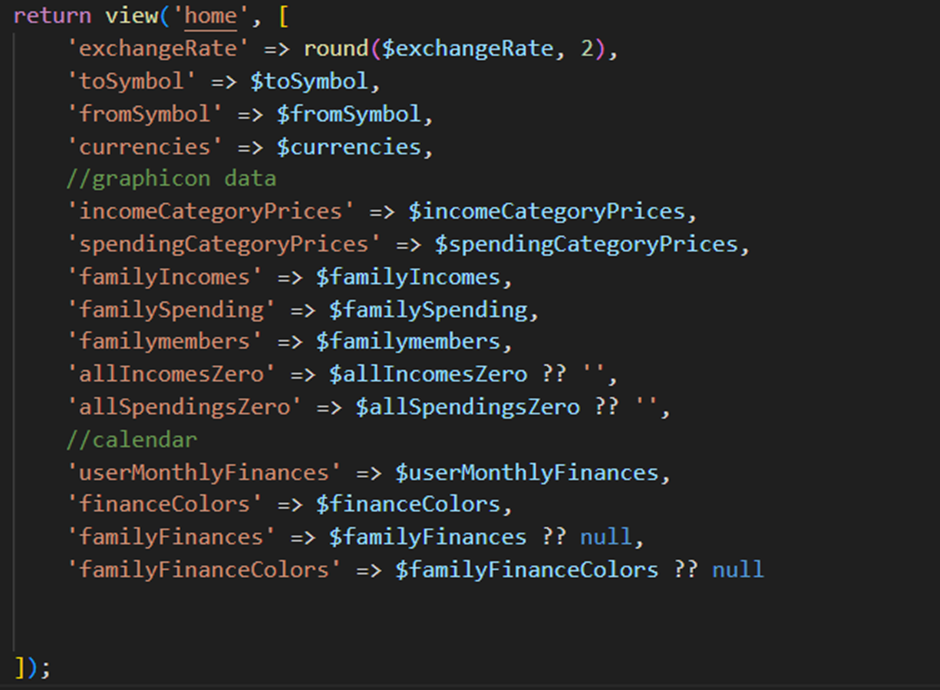 return view('home', [
'exchangeRate' => round($exchangeRate, 2),
'toSymbol' => $toSymbol,
'fromSymbol' => $fromSymbol,
'currencies' => $currencies,
//graphicon data
'incomeCategoryPrices' => $incomeCategoryPrices,
'spendingCategoryPrices' => $spendingCategoryPrices,
'familyIncomes' => $familyIncomes,
'familySpending' => $familySpending,
'familymembers' => $familymembers,
'allIncomesZero' => $allIncomesZero ?? '',
'allSpendingsZero' => $allSpendingsZero ?? '',
//calendar
'userMonthlyFinances' => $userMonthlyFinances,
'financeColors' => $financeColors,
'familyFinances' => $familyFinances ?? null,
'familyFinanceColors' => $familyFinanceColors ?? null
]);